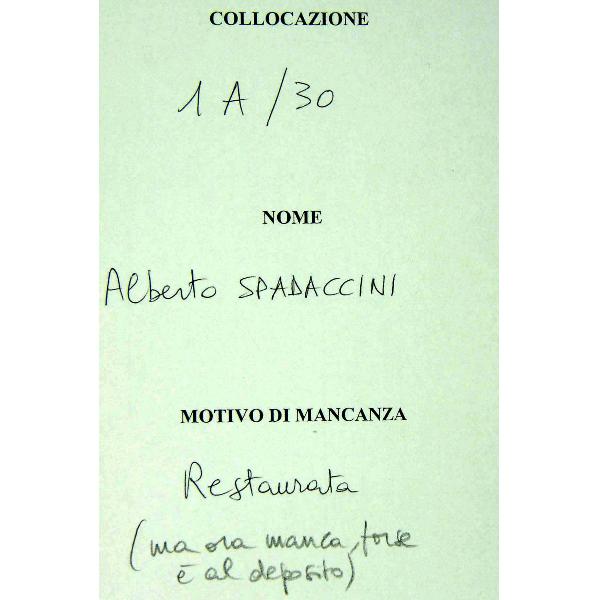 COLLOCAZIONE
1 A / 30
NOME
Alberto SPADACCINI
MOTIVO DI MANCANZA
Restaurata
(ma ora manca, forse
è al deposito)